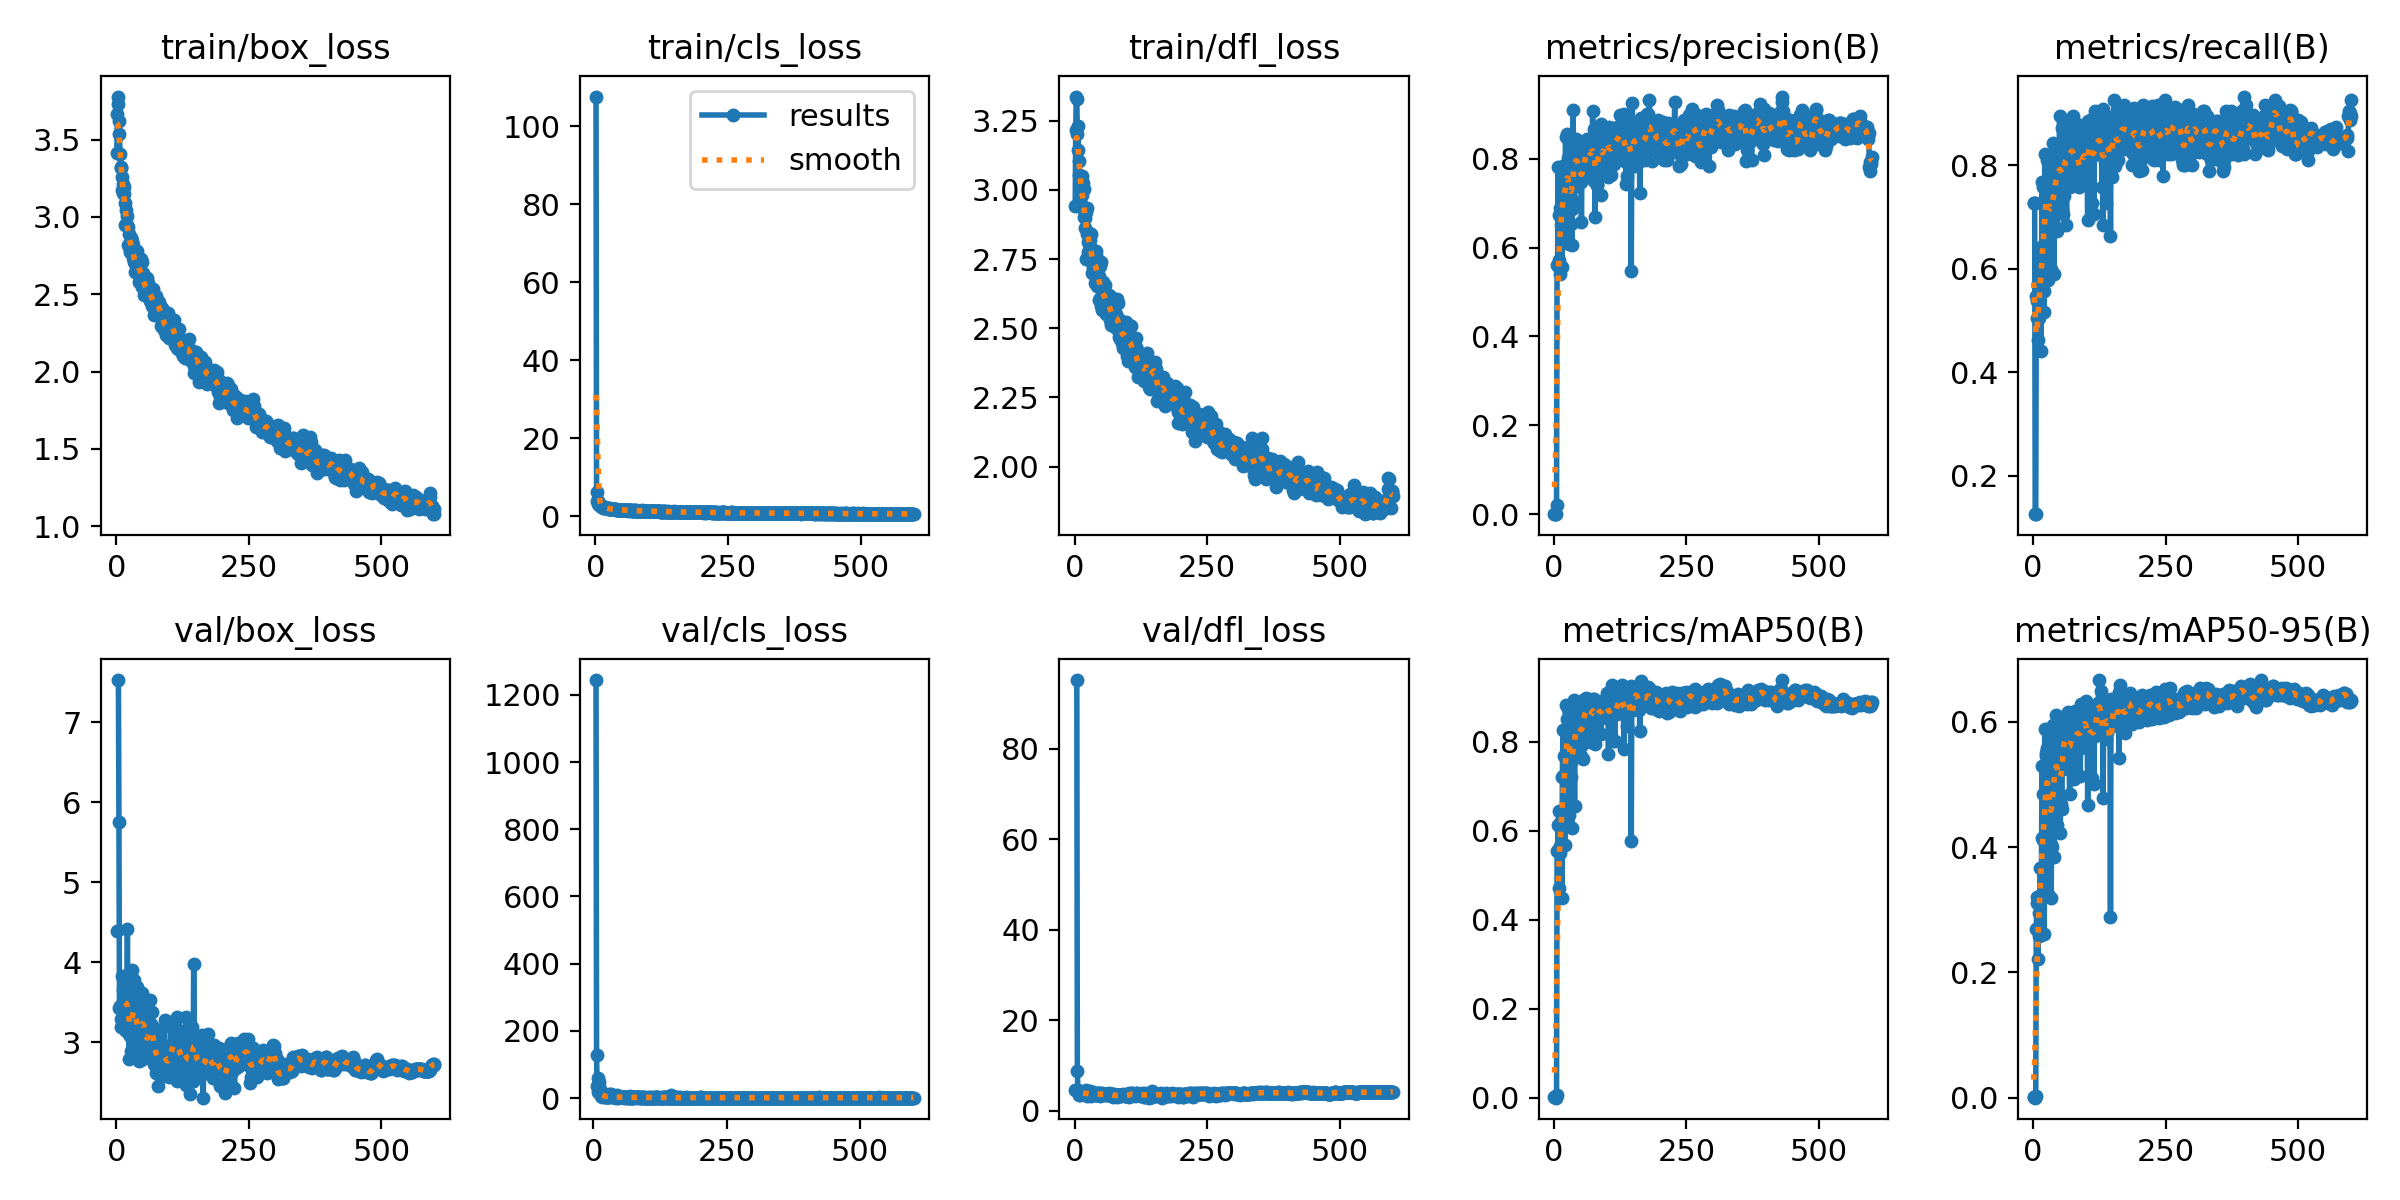 train/box_loss
3.5
3.0
2.5
2.0
1.5
1.0
0 250 500
train/cls_loss
results
smooth
100
80
60
40
20
0
0 250 500
train/dfl_loss
3.25
3.00
2.75
2.50
2.25
2.00
0 250 500
metrics/precision(B)
0.8
0.6
0.4
0.2
0.0
0 250 500
metrics/recall(B)
0.8
0.6
0.4
0.2
0 250 500
val/box_loss
7
6
5
4
3
0 250 500
val/cls_loss
1200
1000
800
600
400
200
0
0 250 500
val/dfl_loss
80
60
40
20
0
0 250 500
metrics/mAP50(B)
0.8
0.6
0.4
0.2
0.0
0 250 500
metrics/mAP50-95(B)
0.6
0.4
0.2
0.0
0 250 500